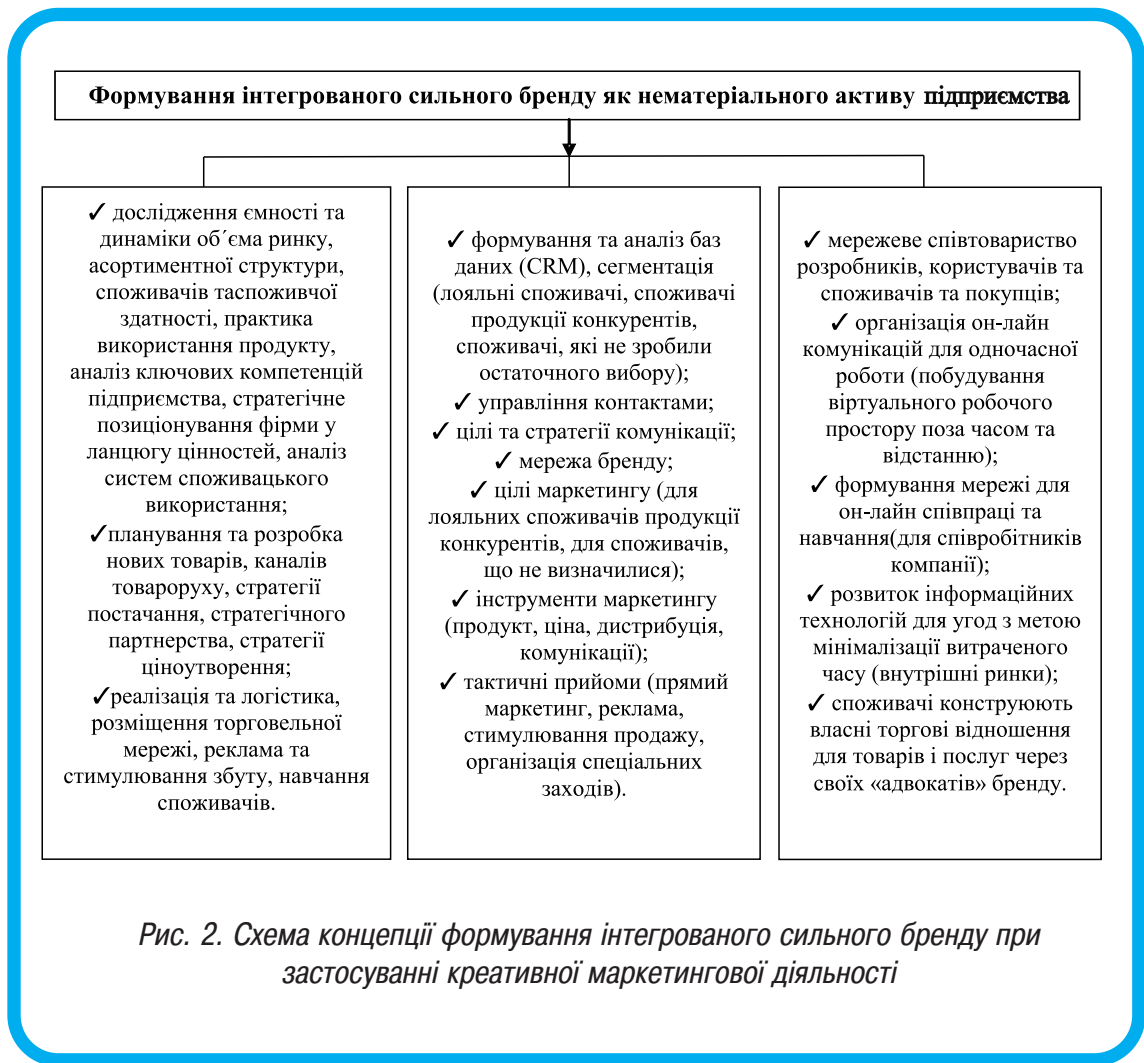 Формування інтегрованого сильного бренду як нематеріального активу підприємства
✓ дослідження ємності та
динаміки об´єма ринку,
асортиментної структури,
споживачів таспоживчої
здатності, практика
використання продукту,
аналіз ключових компетенцій
підприємства, стратегічне
позиціонування фірми у
ланцюгу цінностей, аналіз
систем споживацького
використання;
✓планування та розробка
нових товарів, каналів
товароруху, стратегії
постачання, стратегічного
партнерства, стратегії
ціноутворення;
✓реалізація та логістика,
розміщення торговельної
мережі, реклама та
стимулювання збуту, навчання
споживачів.
✓ формування та аналіз баз
даних (CRM), сегментація
(лояльні споживачі, споживачі
продукції конкурентів,
споживачі, які не зробили
остаточного вибору);
✓ управління контактами;
✓ цілі та стратегії комунікації;
✓ мережа бренду;
✓ цілі маркетингу (для
лояльних споживачів продукції
конкурентів, для споживачів,
що не визначилися);
✓ інструменти маркетингу
(продукт, ціна, дистрибуція,
комунікації);
✓ тактичні прийоми (прямий
маркетинг, реклама,
стимулювання продажу,
організація спеціальних
заходів).
✓ мережеве співтовариство
розробників, користувачів та
споживачів та покупців;
✓ організація он-лайн
комунікацій для одночасної
роботи (побудування
віртуального робочого
простору поза часом та
відстанню);
✓ формування мережі для
он-лайн співпраці та
навчання(для співробітників
компанії);
✓ розвиток інформаційних
технологій для угод з метою
мінімалізації витраченого
часу (внутрішні ринки);
✓ споживачі конструюють
власні торгові відношення
для товарів і послуг через
своїх «адвокатів» бренду.
Рис. 2. Схема концепції формування інтегрованого сильного бренду при
застосуванні креативної маркетингової діяльності